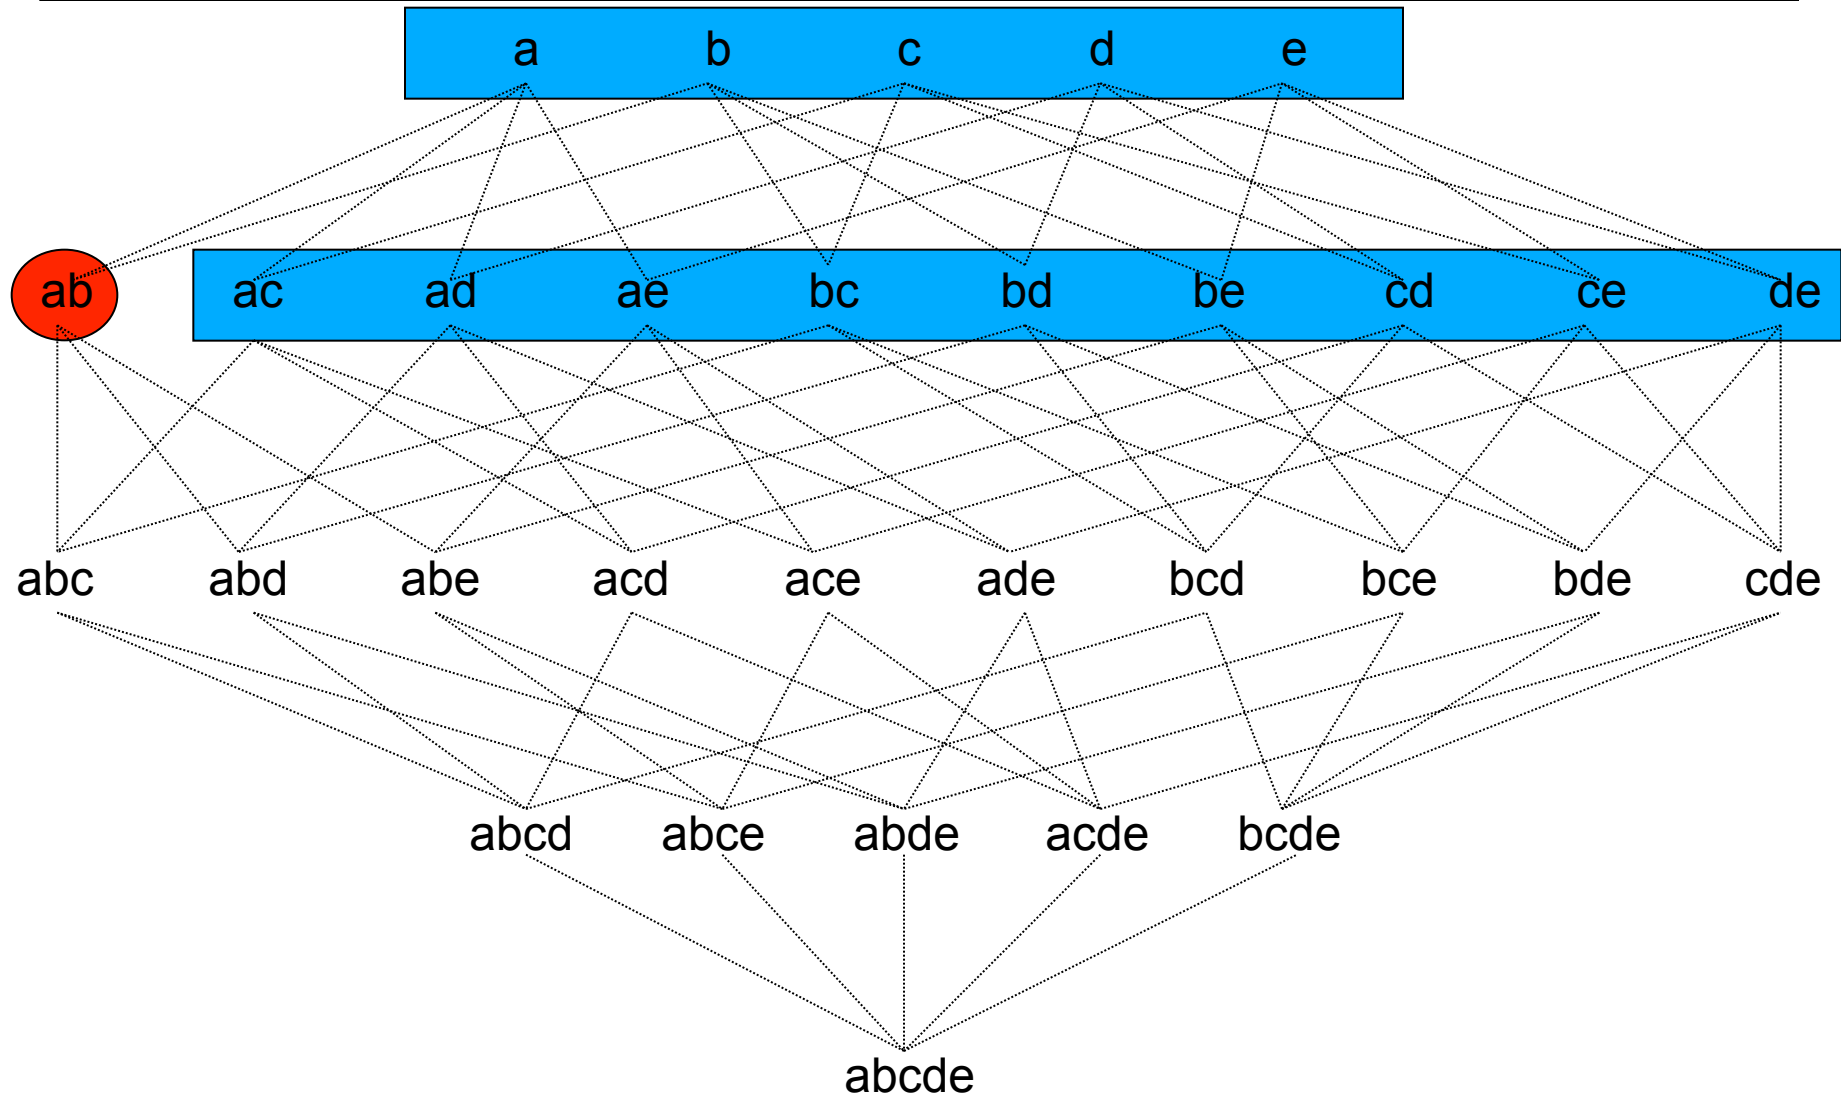 a b c d e
ab ac ad ae bc bd be cd ce de
abc abd abe acd ace ade bcd bce bde cde
abcd abce abde acde bcde
abcde